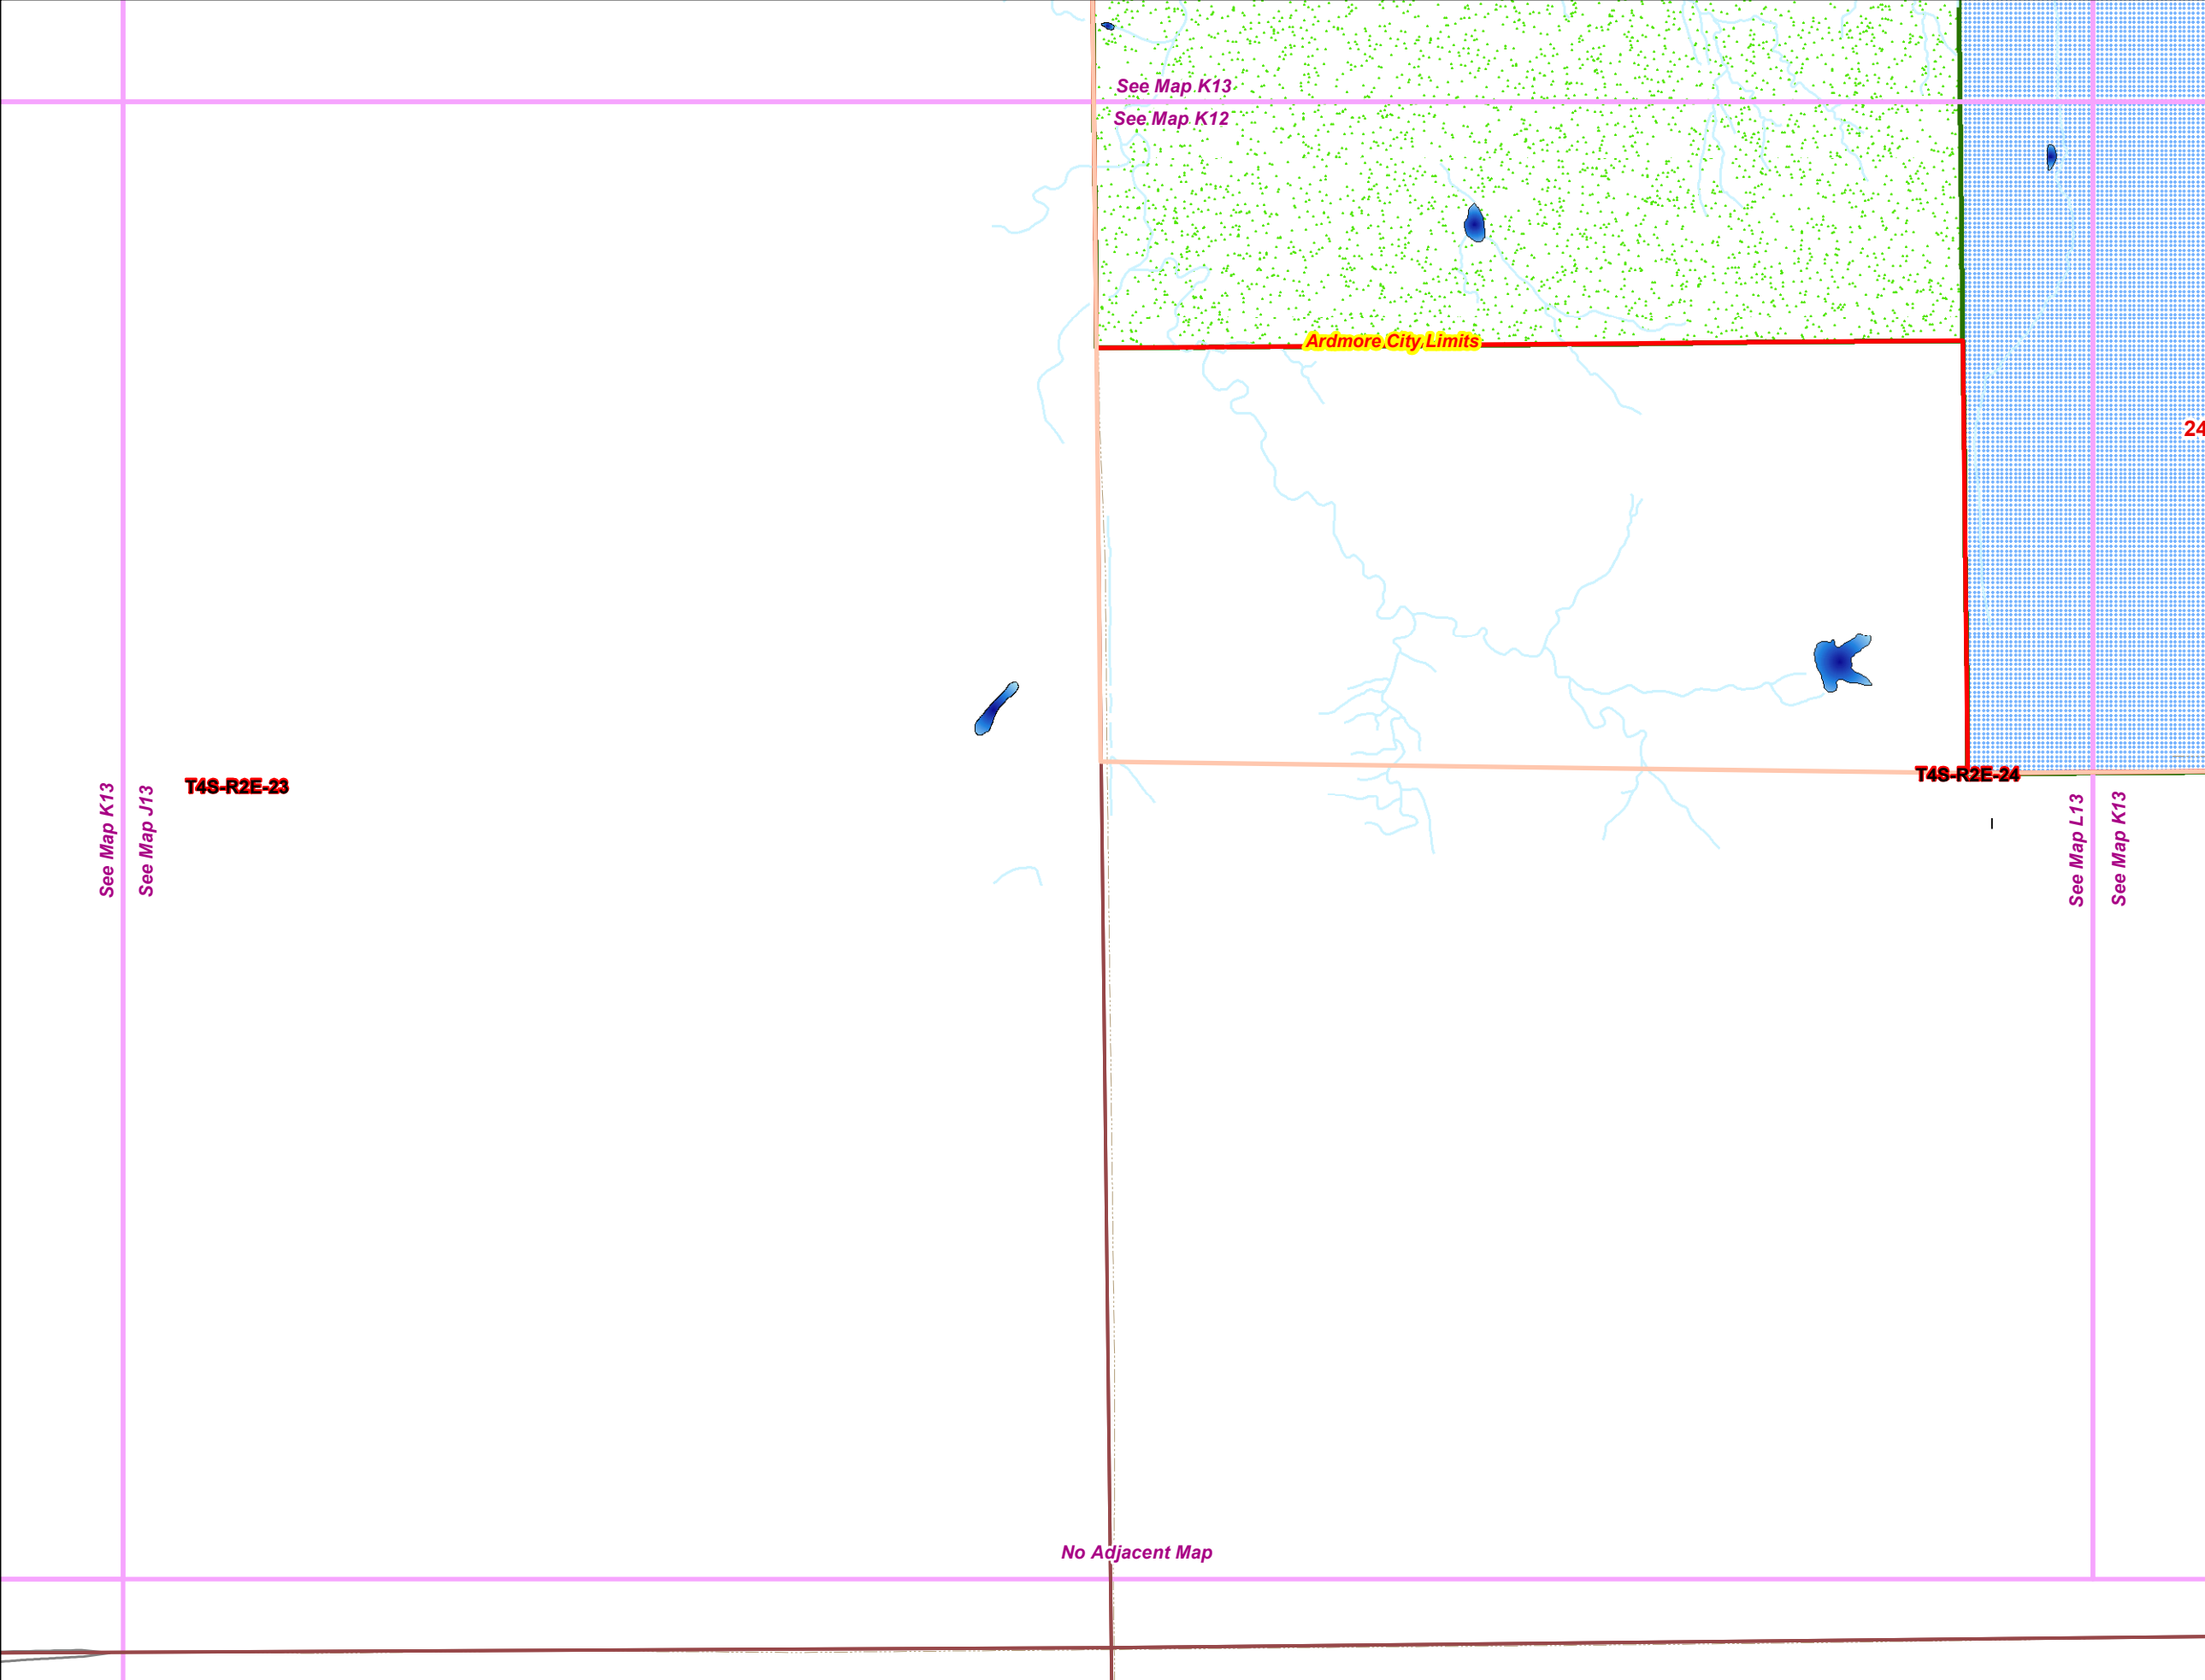 See Map K13
See Map K12
Ardmore City Limits
24
T4S-R2E-23
T4S-R2E-24
See Map K13
See Map J13
See Map L13
See Map K13
No Adjacent Map